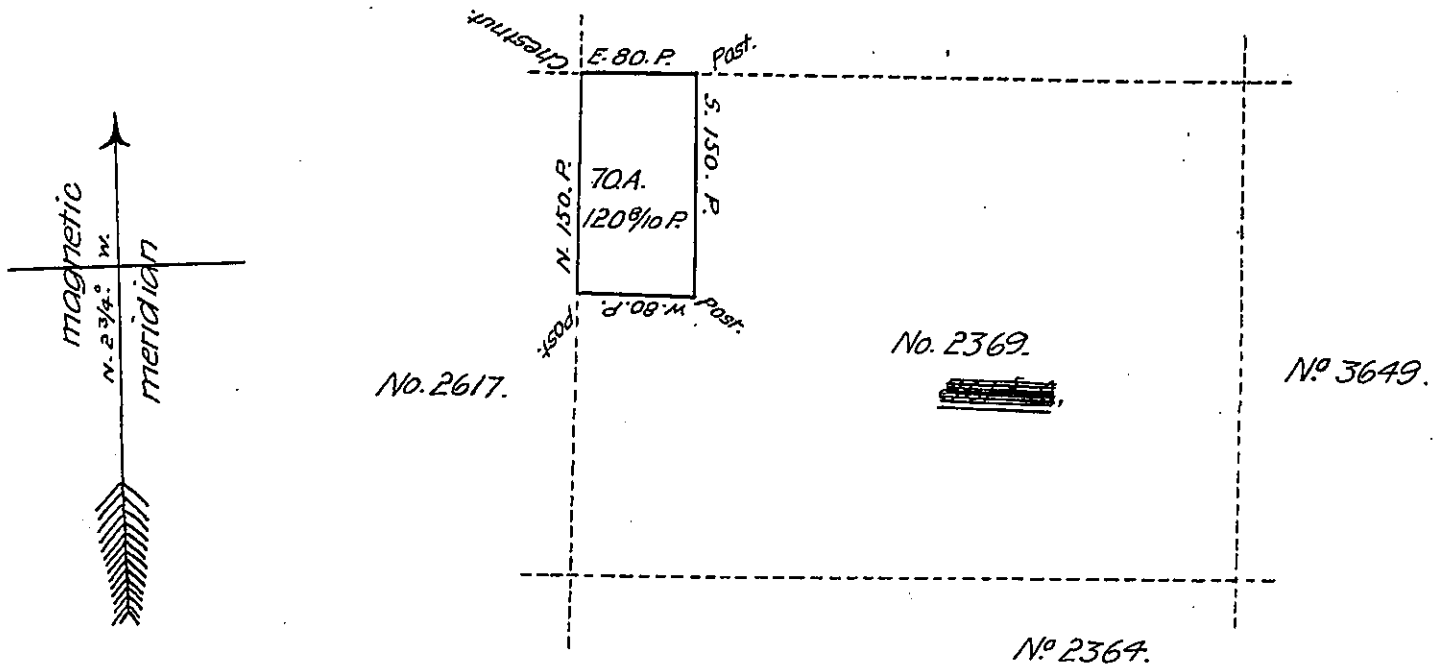 Chestnut.
E. 80. P.
Post.
S. 150. P.
N. 150. P.
70A.
120 8/10 P.
W. 80. P.
Post.
Post.
magnetic
N. 2 3/4° W.
meridian
No. 2369.
No. 2617.
Nº 3649.
Nº 2364.